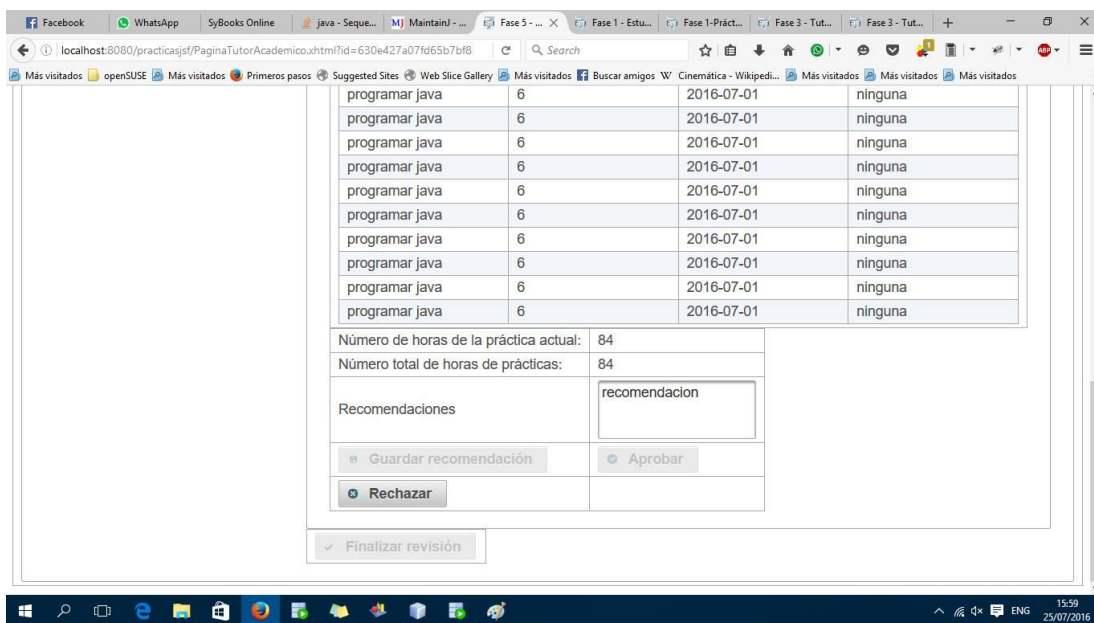 Facebook WhatsApp SyBooks Online java - Seque... MJ MaintainJ - ... Fase 5 - ... Fase 1 - Estu... Fase 1-Práct... Fase 3 - Tut... Fase 3 - Tut...
localhost:8080/practicasjsf/PaginaTutorAcademico.xhtml?id=630e427a07fd65b7bf8 Search ABP
Más visitados openSUSE Más visitados Primeros pasos Suggested Sites Web Slice Gallery Más visitados Buscar amigos W Cinemática - Wikipedi... Más visitados Más visitados Más visitados
programar java 6 2016-07-01 ninguna
programar java 6 2016-07-01 ninguna
programar java 6 2016-07-01 ninguna
programar java 6 2016-07-01 ninguna
programar java 6 2016-07-01 ninguna
programar java 6 2016-07-01 ninguna
programar java 6 2016-07-01 ninguna
programar java 6 2016-07-01 ninguna
programar java 6 2016-07-01 ninguna
programar java 6 2016-07-01 ninguna
Número de horas de la práctica actual: 84
Número total de horas de prácticas: 84
Recomendaciones recomendacion
Guardar recomendación Aprobar
Rechazar
Finalizar revisión
ENG 15:59
25/07/2016